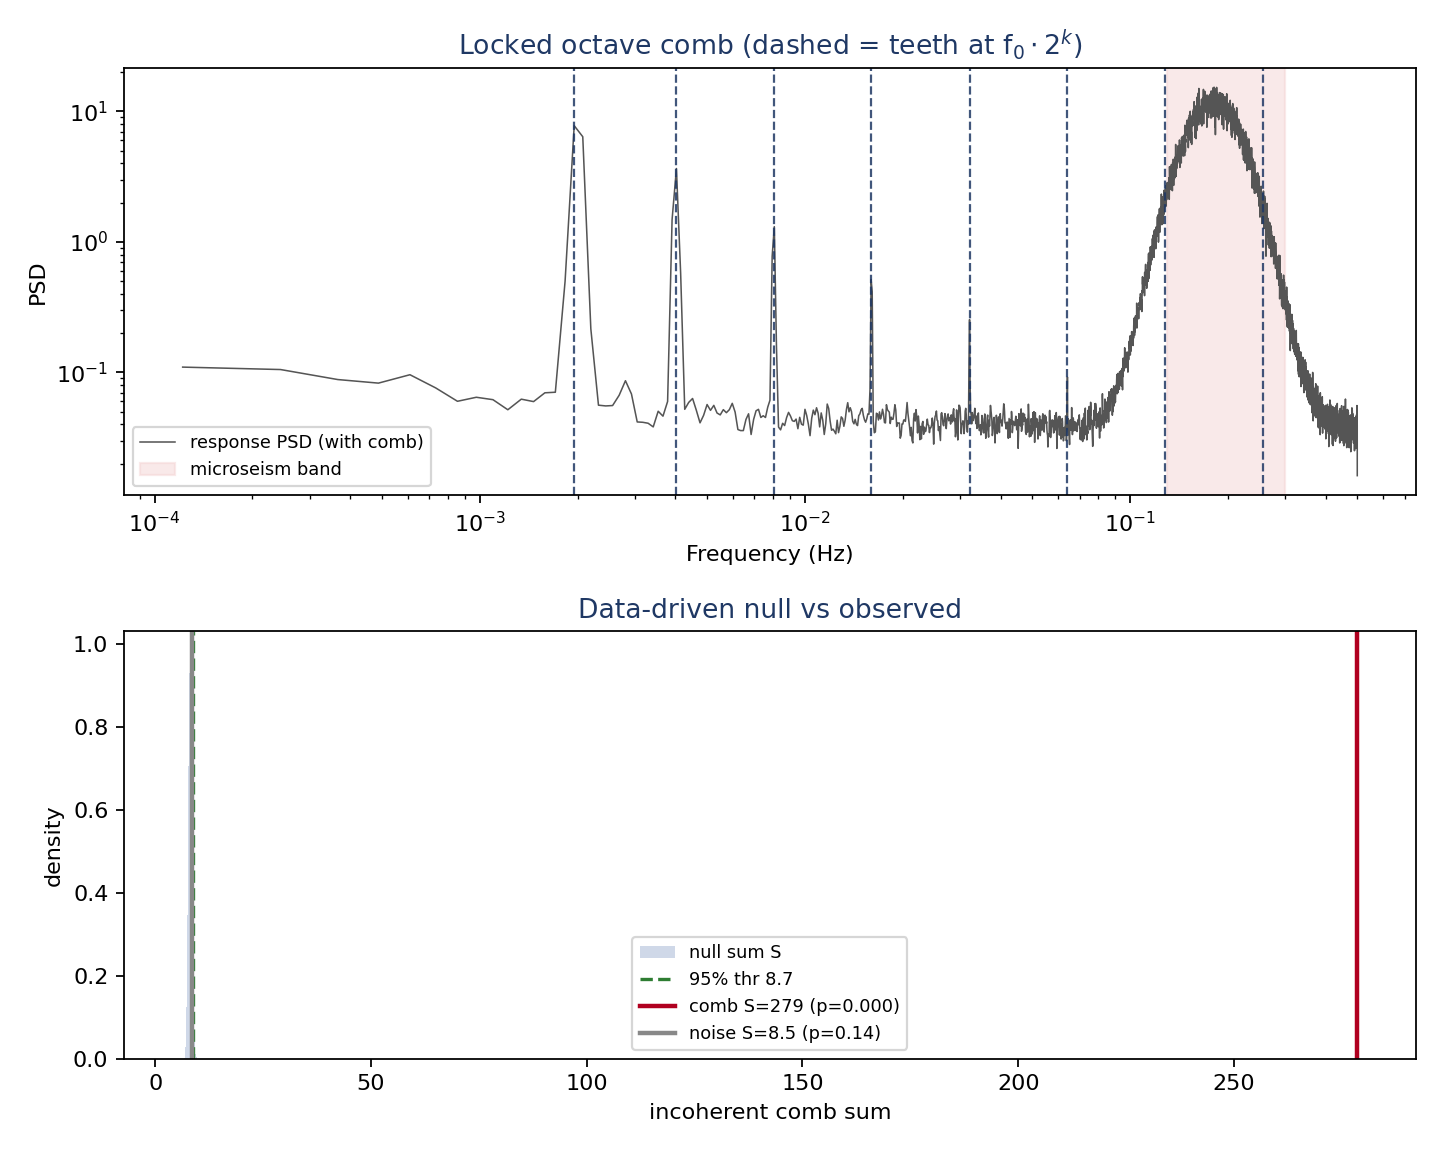 Locked octave comb (dashed = teeth at f₀ · 2ᵏ)
PSD
10¹
10⁰
10⁻¹
response PSD (with comb)
microseism band
10⁻⁴ 10⁻³ 10⁻² 10⁻¹
Frequency (Hz)
Data-driven null vs observed
density
1.0
0.8
0.6
0.4
0.2
0.0
null sum S
95% thr 8.7
comb S=279 (p=0.000)
noise S=8.5 (p=0.14)
0 50 100 150 200 250
incoherent comb sum